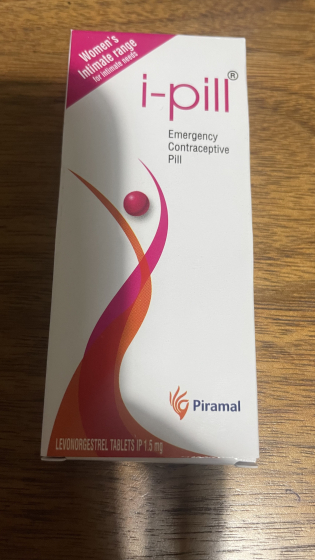 Women's
Intimate range
for intimate needs
i-pill®
Emergency
Contraceptive
Pill
Piramal
LEVONORGESTREL TABLETS IP 1.5 mg